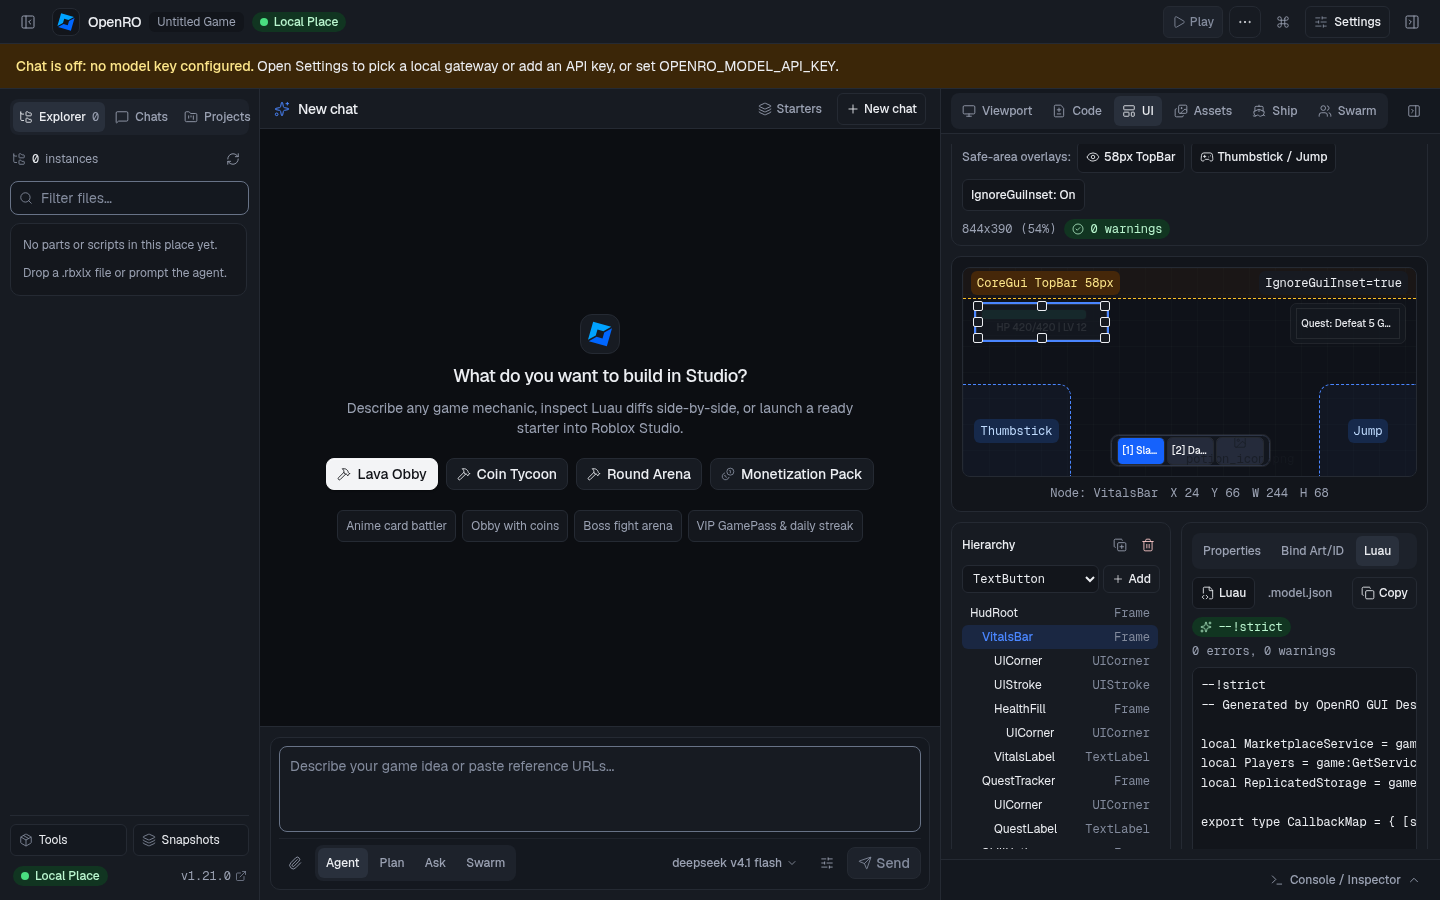 OpenRO Untitled Game Local Place Play Settings
Chat is off: no model key configured. Open Settings to pick a local gateway or add an API key, or set OPENRO_MODEL_API_KEY.
Explorer 0 Chats Projects
0 instances
Filter files...
No parts or scripts in this place yet.
Drop a .rbxlx file or prompt the agent.
Tools Snapshots
Local Place v1.21.0
New chat Starters New chat
What do you want to build in Studio?
Describe any game mechanic, inspect Luau diffs side-by-side, or launch a ready
starter into Roblox Studio.
Lava Obby Coin Tycoon Round Arena Monetization Pack
Anime card battler Obby with coins Boss fight arena VIP GamePass & daily streak
Describe your game idea or paste reference URLs...
Agent Plan Ask Swarm deepseek v4.1 flash Send
Viewport Code UI Assets Ship Swarm
Safe-area overlays: 58px TopBar Thumbstick / Jump
IgnoreGuiInset: On
844x390 (54%) 0 warnings
CoreGui TopBar 58px IgnoreGuiInset=true
HP 420/420 | LV 12
Quest: Defeat 5 G...
Thumbstick Jump
[1] Sla... [2] Da...
Node: VitalsBar X 24 Y 66 W 244 H 68
Hierarchy
TextButton Add
HudRoot Frame
VitalsBar Frame
UICorner UICorner
UIStroke UIStroke
HealthFill Frame
UICorner UICorner
VitalsLabel TextLabel
QuestTracker Frame
UICorner UICorner
QuestLabel TextLabel
Properties Bind Art/ID Luau
Luau .model.json Copy
--!strict
0 errors, 0 warnings
--!strict
-- Generated by OpenRO GUI Des
local MarketplaceService = gam
local Players = game:GetServic
local ReplicatedStorage = game
export type CallbackMap = { [s
Console / Inspector